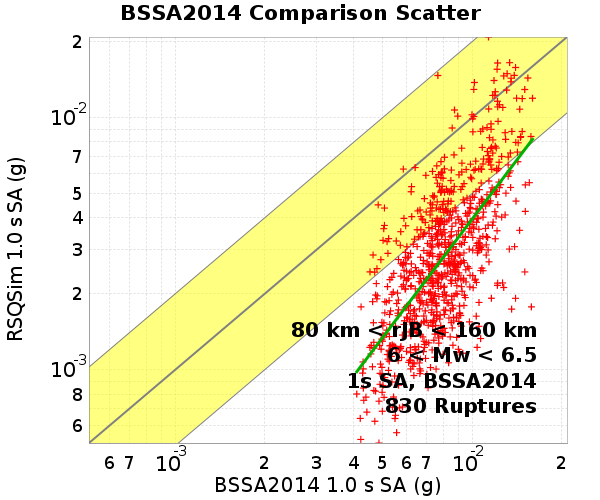 BSSA2014 Comparison Scatter
RSQSim 1.0 s SA (g)
2
10-2
7
5
4
3
2
10-3
8
6
80 km < rJB < 160 km
6 < Mw < 6.5
1s SA, BSSA2014
830 Ruptures
6 7 10-3 2 3 4 5 6 7 10-2 2
BSSA2014 1.0 s SA (g)